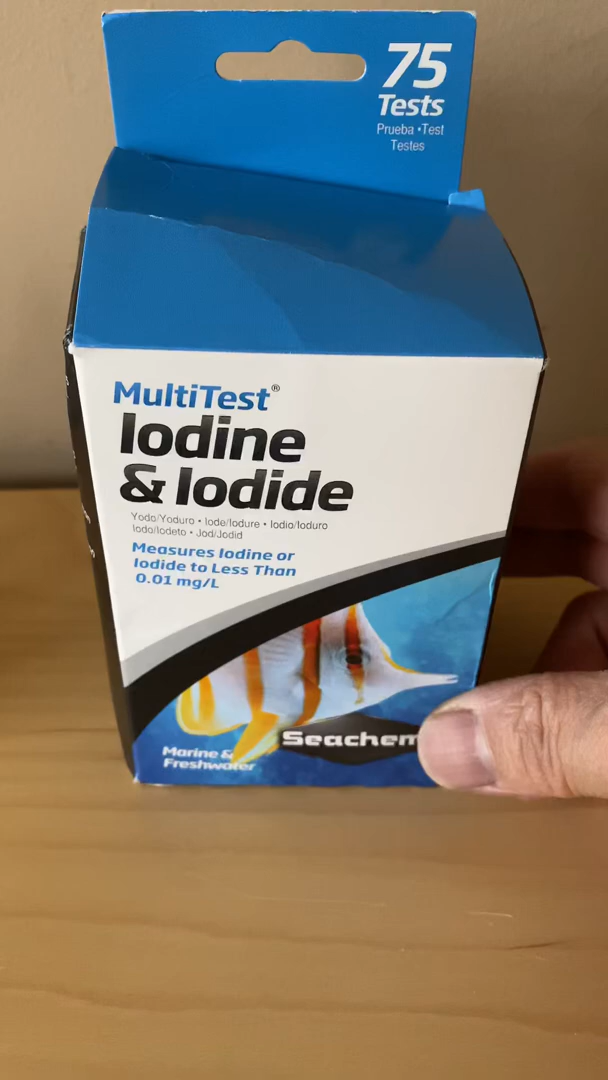 75
Tests
Prueba • Test
Testes
MultiTest®
Iodine
& Iodide
Yodo/Yoduro • Iode/Iodure • Iodio/Ioduro
Iodo/Iodeto • Jod/Jodid
Measures Iodine or
Iodide to Less Than
0.01 mg/L
Seachem
Marine &
Freshwater